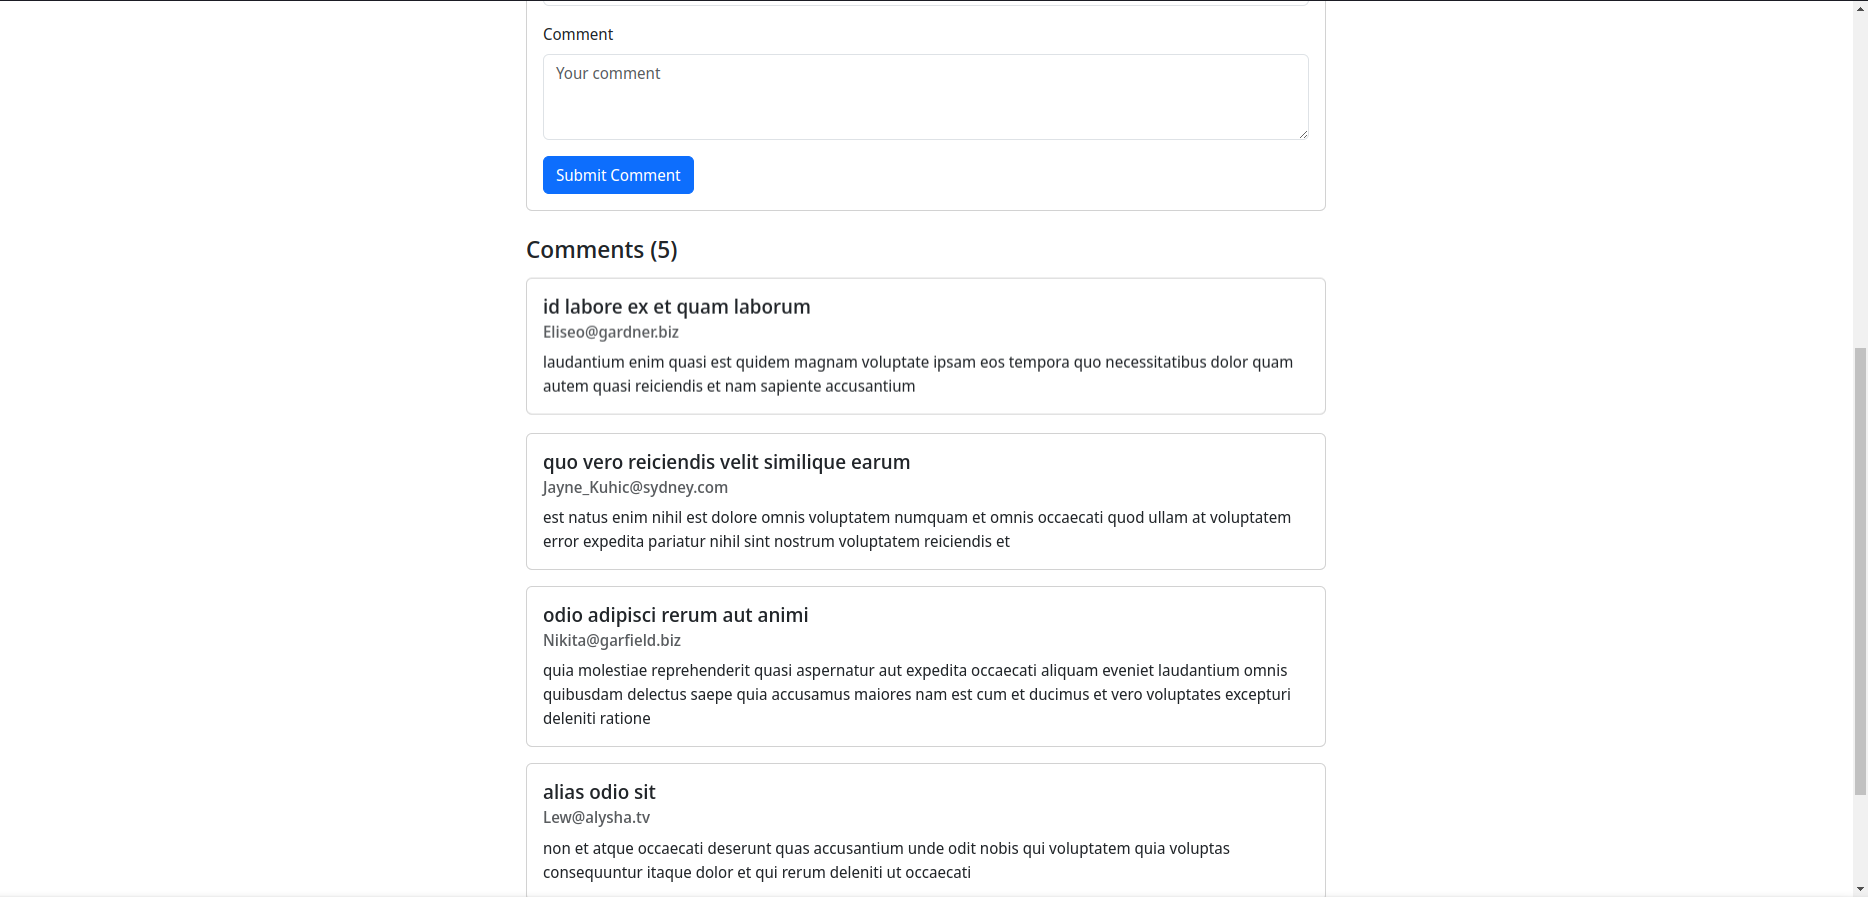 Comment
Your comment
Submit Comment
Comments (5)
id labore ex et quam laborum
Eliseo@gardner.biz
laudantium enim quasi est quidem magnam voluptate ipsam eos tempora quo necessitatibus dolor quam
autem quasi reiciendis et nam sapiente accusantium
quo vero reiciendis velit similique earum
Jayne_Kuhic@sydney.com
est natus enim nihil est dolore omnis voluptatem numquam et omnis occaecati quod ullam at voluptatem
error expedita pariatur nihil sint nostrum voluptatem reiciendis et
odio adipisci rerum aut animi
Nikita@garfield.biz
quia molestiae reprehenderit quasi aspernatur aut expedita occaecati aliquam eveniet laudantium omnis
quibusdam delectus saepe quia accusamus maiores nam est cum et ducimus et vero voluptates excepturi
deleniti ratione
alias odio sit
Lew@alysha.tv
non et atque occaecati deserunt quas accusantium unde odit nobis qui voluptatem quia voluptas
consequuntur itaque dolor et qui rerum deleniti ut occaecati